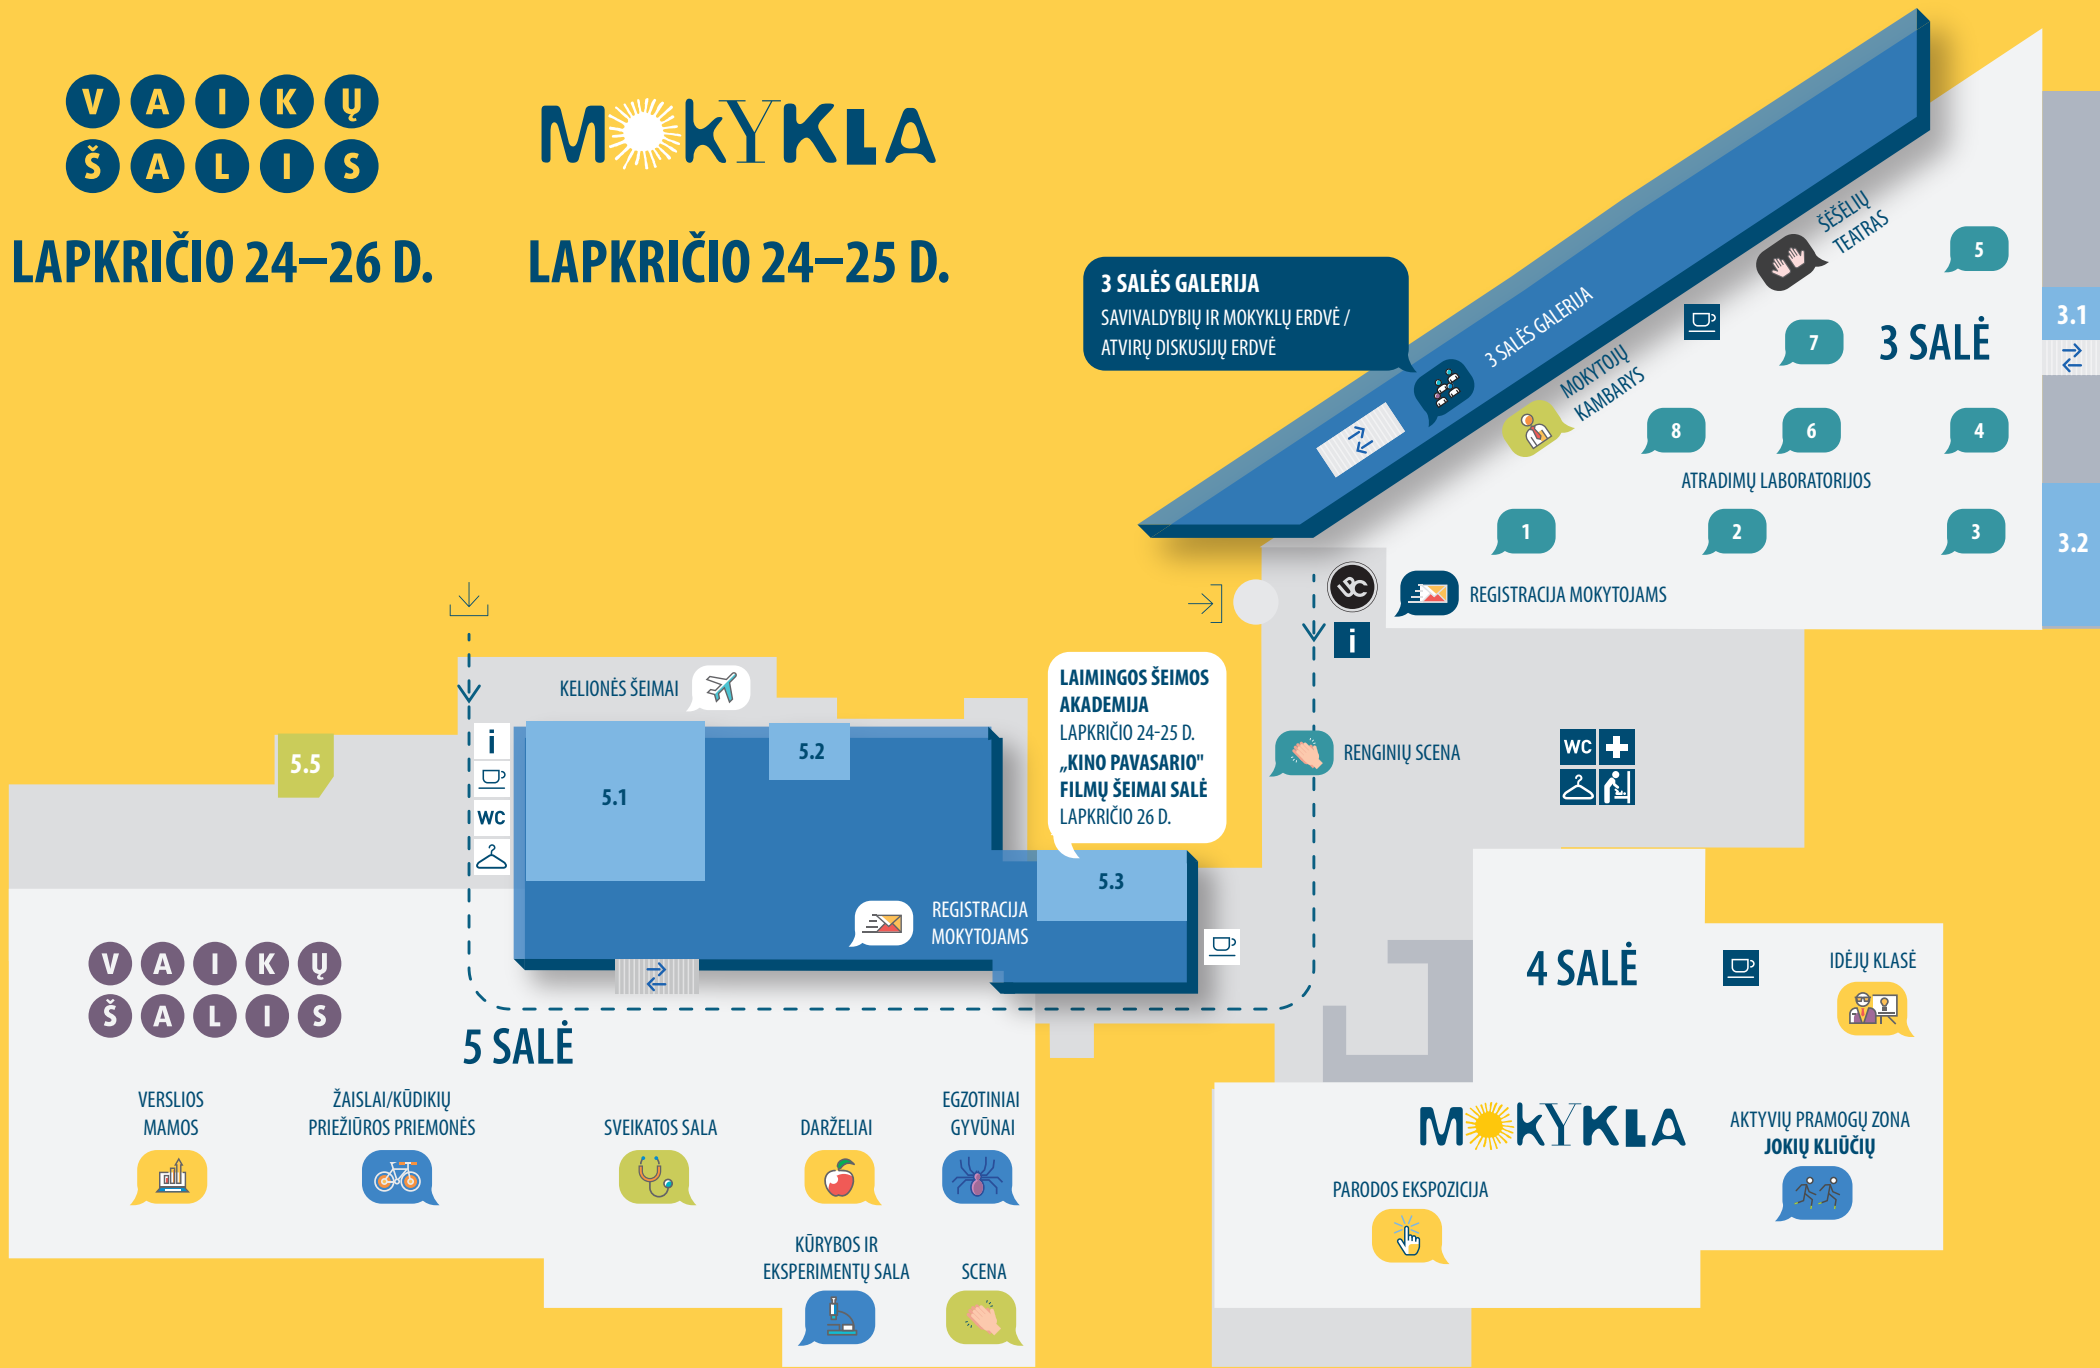 VAIKŲ
ŠALIS
LAPKRIČIO 24–26 D.
MOKYKLA
LAPKRIČIO 24–25 D.
3 SALĖS GALERIJA
SAVIVALDYBIŲ IR MOKYKLŲ ERDVĖ /
ATVIRŲ DISKUSIJŲ ERDVĖ
3 SALĖS GALERIJA
ŠĖŠĖLIŲ
TEATRAS
MOKYTOJŲ
KAMBARYS
5
7
3 SALĖ
3.1
8
6
4
ATRADIMŲ LABORATORIJOS
1
2
3
3.2
REGISTRACIJA MOKYTOJAMS
i
KELIONĖS ŠEIMAI
LAIMINGOS ŠEIMOS
AKADEMIJA
LAPKRIČIO 24-25 D.
„KINO PAVASARIO"
FILMŲ ŠEIMAI SALĖ
LAPKRIČIO 26 D.
RENGINIŲ SCENA
WC
5.5
i
WC
5.1
5.2
5.3
REGISTRACIJA
MOKYTOJAMS
VAIKŲ
ŠALIS
5 SALĖ
4 SALĖ
IDĖJŲ KLASĖ
VERSLIOS
MAMOS
ŽAISLAI/KŪDIKIŲ
PRIEŽIŪROS PRIEMONĖS
SVEIKATOS SALA
DARŽELIAI
EGZOTINIAI
GYVŪNAI
KŪRYBOS IR
EKSPERIMENTŲ SALA
SCENA
MOKYKLA
AKTYVIŲ PRAMOGŲ ZONA
JOKIŲ KLIŪČIŲ
PARODOS EKSPOZICIJA